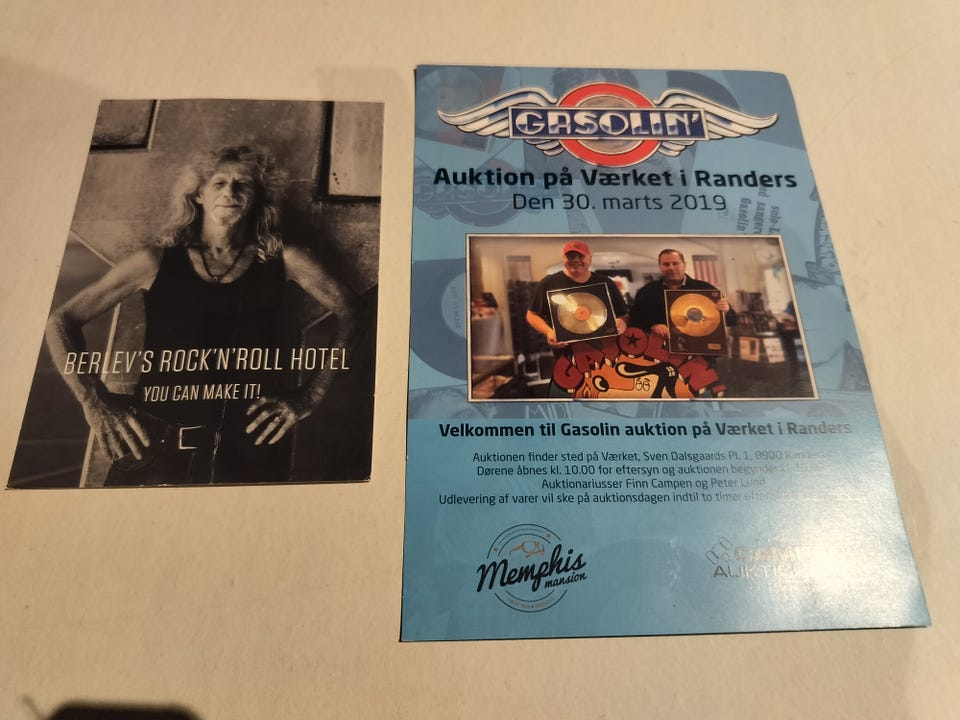 BERLEV'S ROCK'N'ROLL HOTEL
YOU CAN MAKE IT!
GASOLIN'
Auktion på Værket i Randers
Den 30. marts 2019
GASOLIN'
Velkommen til Gasolin auktion på Værket i Randers
Auktionen finder sted på Værket, Sven Dalsgaards Pl. 1, 8900 Randers
Dørene åbnes kl. 10.00 for eftersyn og auktionen begynder kl.
Auktionariusser Finn Campen og Peter Lund
Udlevering af varer vil ske på auktionsdagen indtil to timer
Memphis
mansion